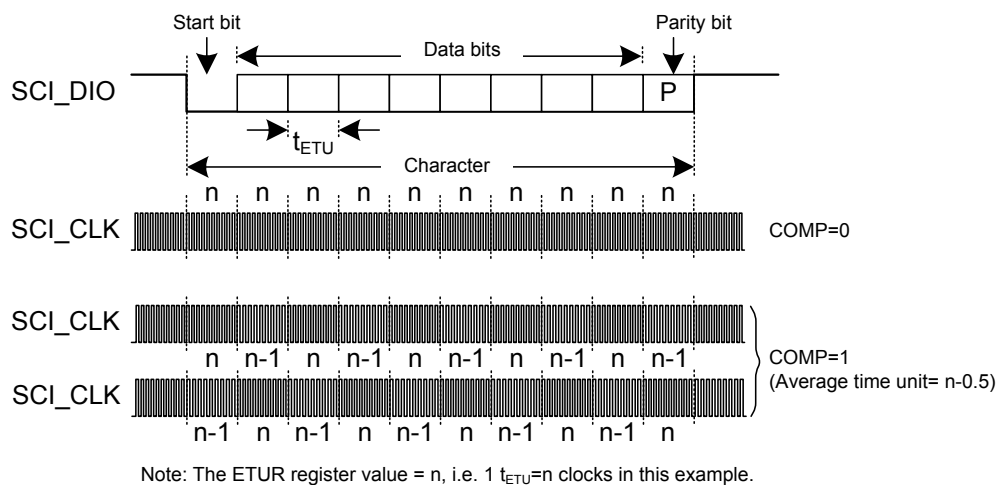 Start bit
Data bits
Parity bit
SCI_DIO
P
tETU
Character
n n n n n n n n n n
SCI_CLK
COMP=0
SCI_CLK
n n-1 n n-1 n n-1 n n-1 n n-1
COMP=1
(Average time unit= n-0.5)
SCI_CLK
n-1 n n-1 n n-1 n n-1 n n-1 n
Note: The ETUR register value = n, i.e. 1 tETU=n clocks in this example.